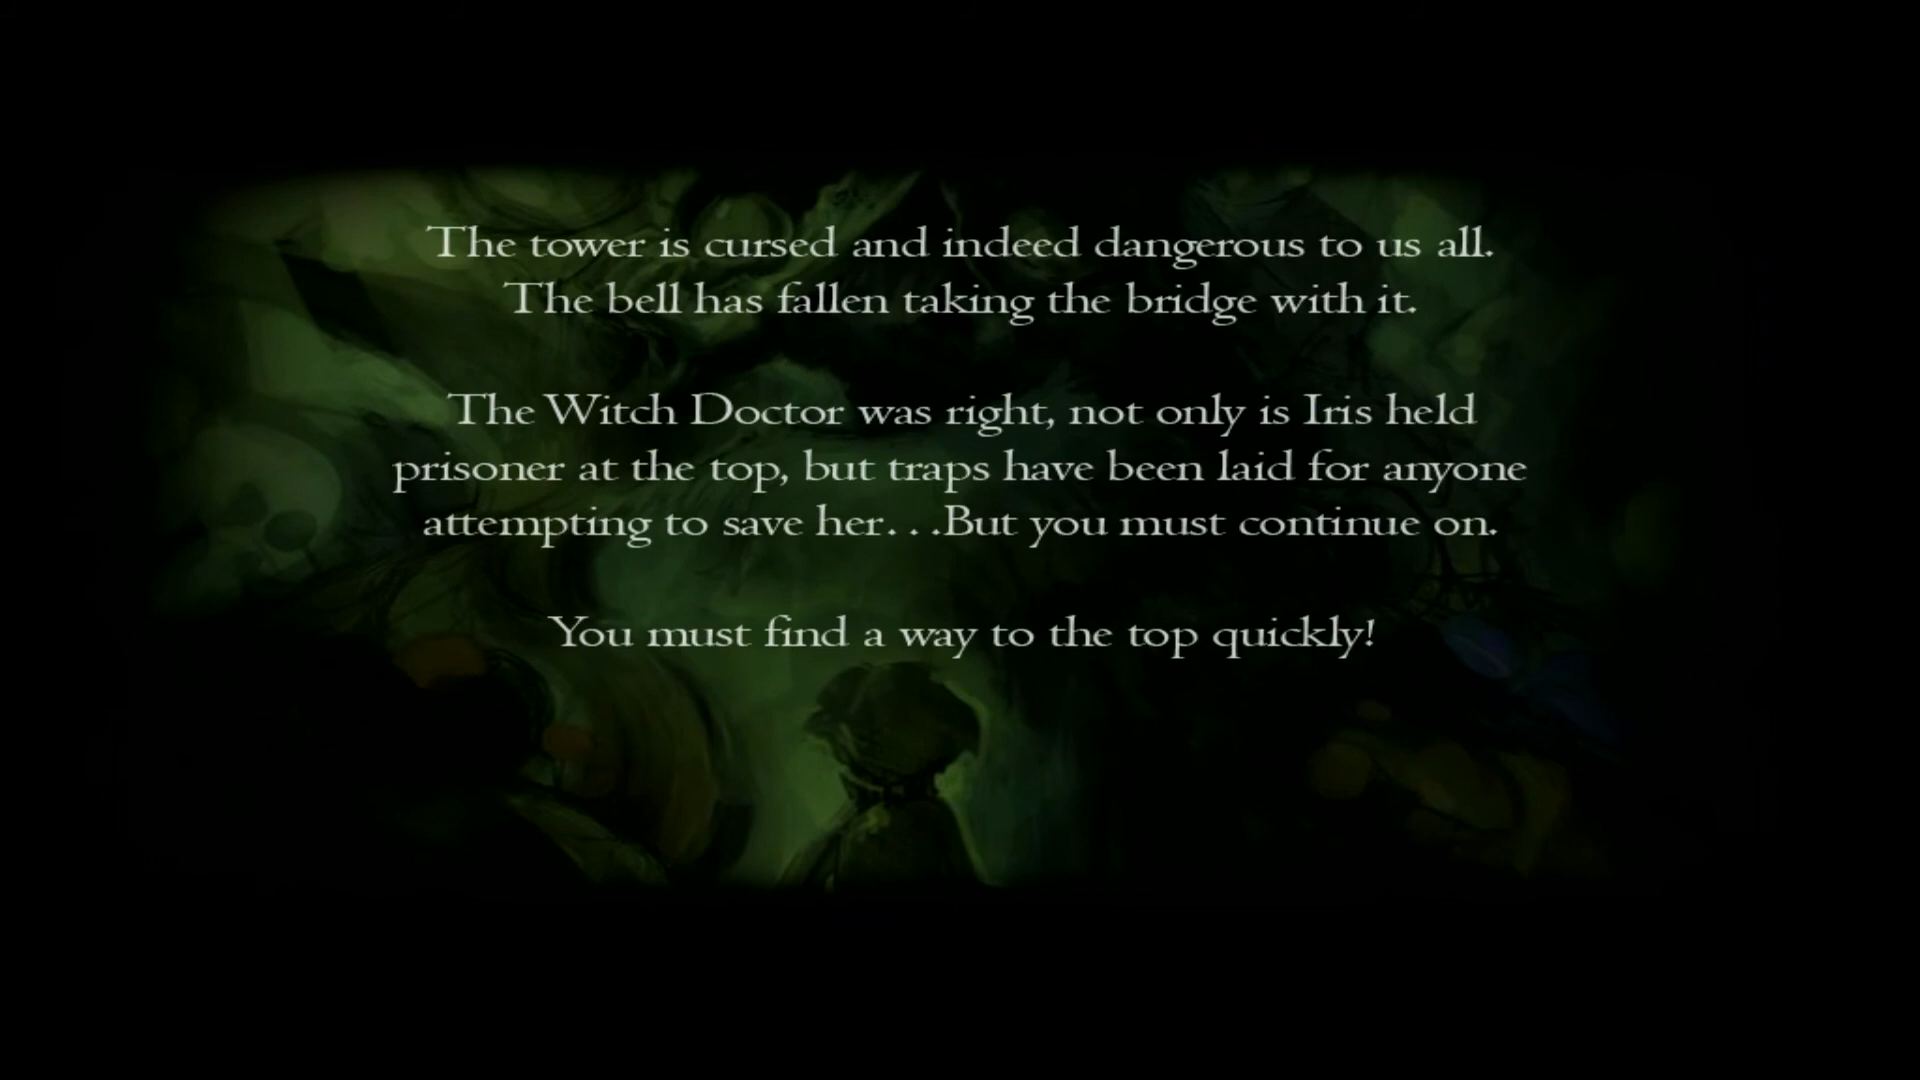 The tower is cursed and indeed dangerous to us all.
The bell has fallen taking the bridge with it.
The Witch Doctor was right, not only is Iris held
prisoner at the top, but traps have been laid for anyone
attempting to save her. . .But you must continue on.
You must find a way to the top quickly!